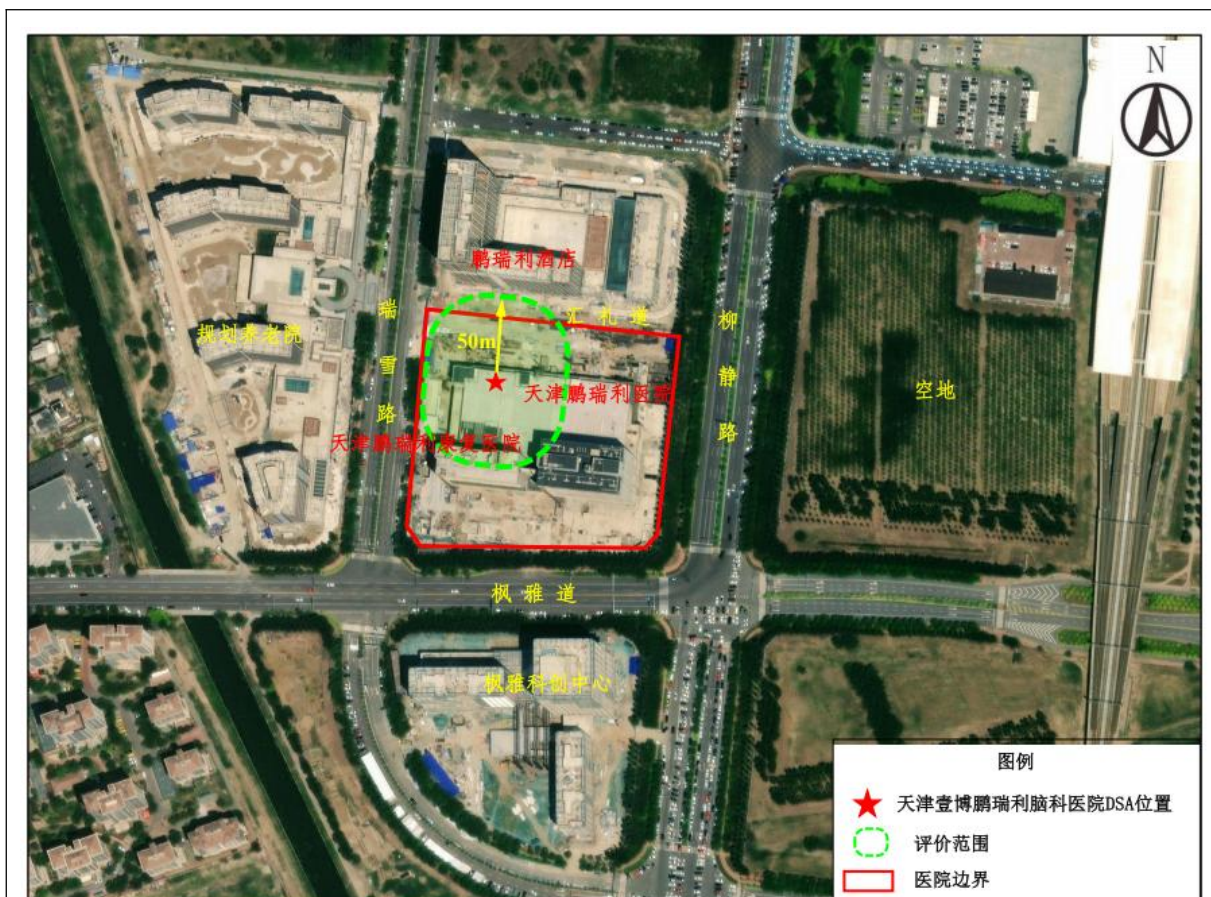 N
鹏瑞利酒店
汇礼道
瑞雪路
柳静路
规划养老院
50m
天津鹏瑞利医院
空地
天津鹏瑞利康复医院
枫雅道
枫雅科创中心
图例
天津壹博鹏瑞利脑科医院DSA位置
评价范围
医院边界